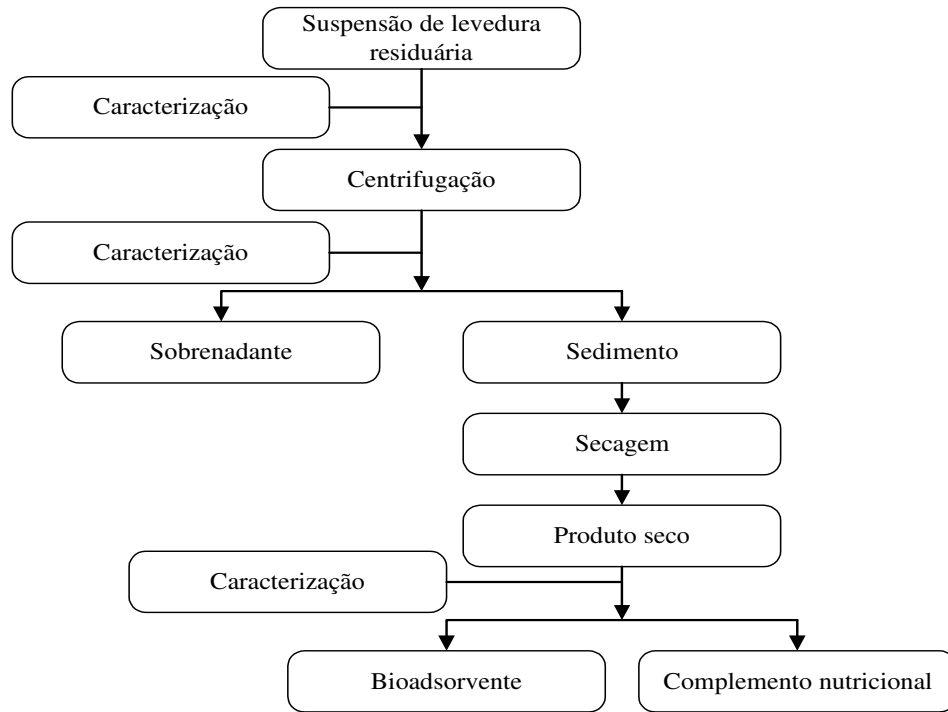 Suspensão de levedura
residuária
Caracterização
Centrifugação
Caracterização
Sobrenadante
Sedimento
Secagem
Produto seco
Caracterização
Bioadsorvente
Complemento nutricional